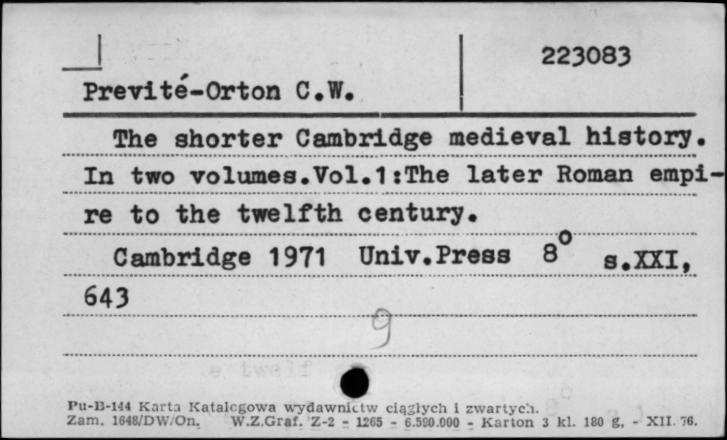 223083
Previté-Orton C.W.
The shorter Cambridge medieval history.
In two volumes.Vol.1:The later Roman empi-
re to the twelfth century.
Cambridge 1971 Univ.Press 8° s.XXI,
643
9
e twelf
Pu-B-144 Karta Katalogowa wydawnictw ciągłych i zwartych.
Zam. 1648/DW/On. W.Z.Graf. Z-2 - 1265 - 6.590.000 - Karton 3 kl. 180 g. - XII. 76.